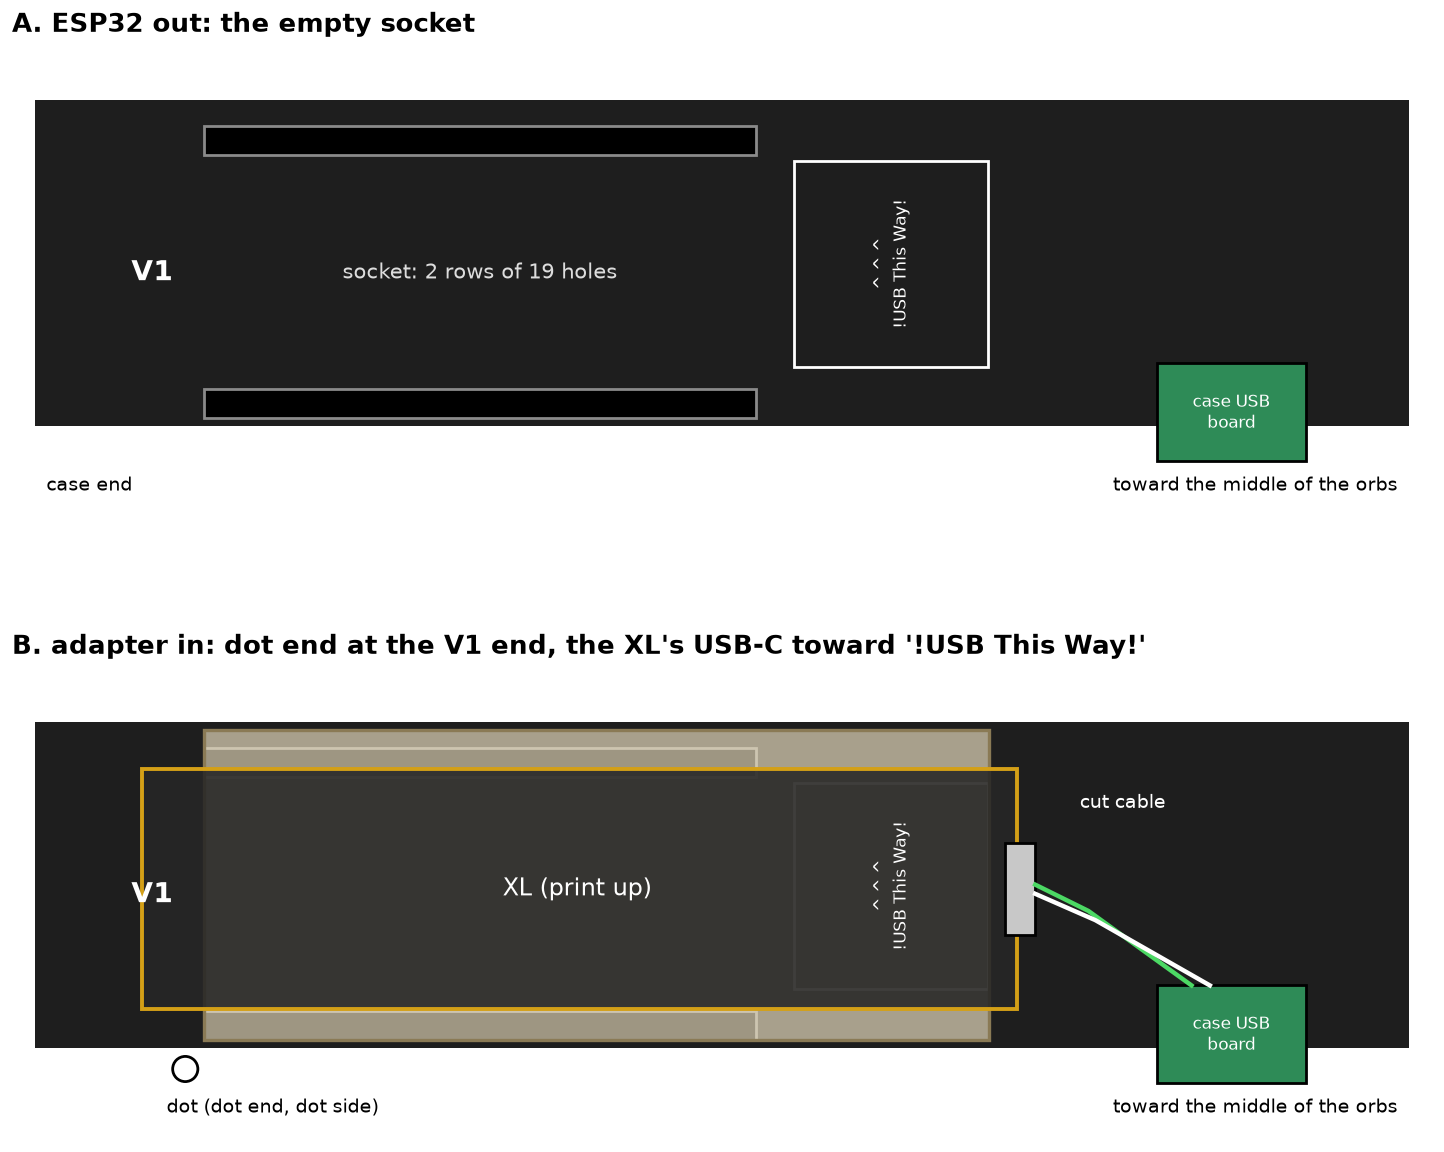 A. ESP32 out: the empty socket
V1
socket: 2 rows of 19 holes
^ ^ ^
!USB This Way!
case USB
board
case end
toward the middle of the orbs
B. adapter in: dot end at the V1 end, the XL's USB-C toward '!USB This Way!'
cut cable
V1
XL (print up)
^ ^ ^
!USB This Way!
case USB
board
dot (dot end, dot side)
toward the middle of the orbs